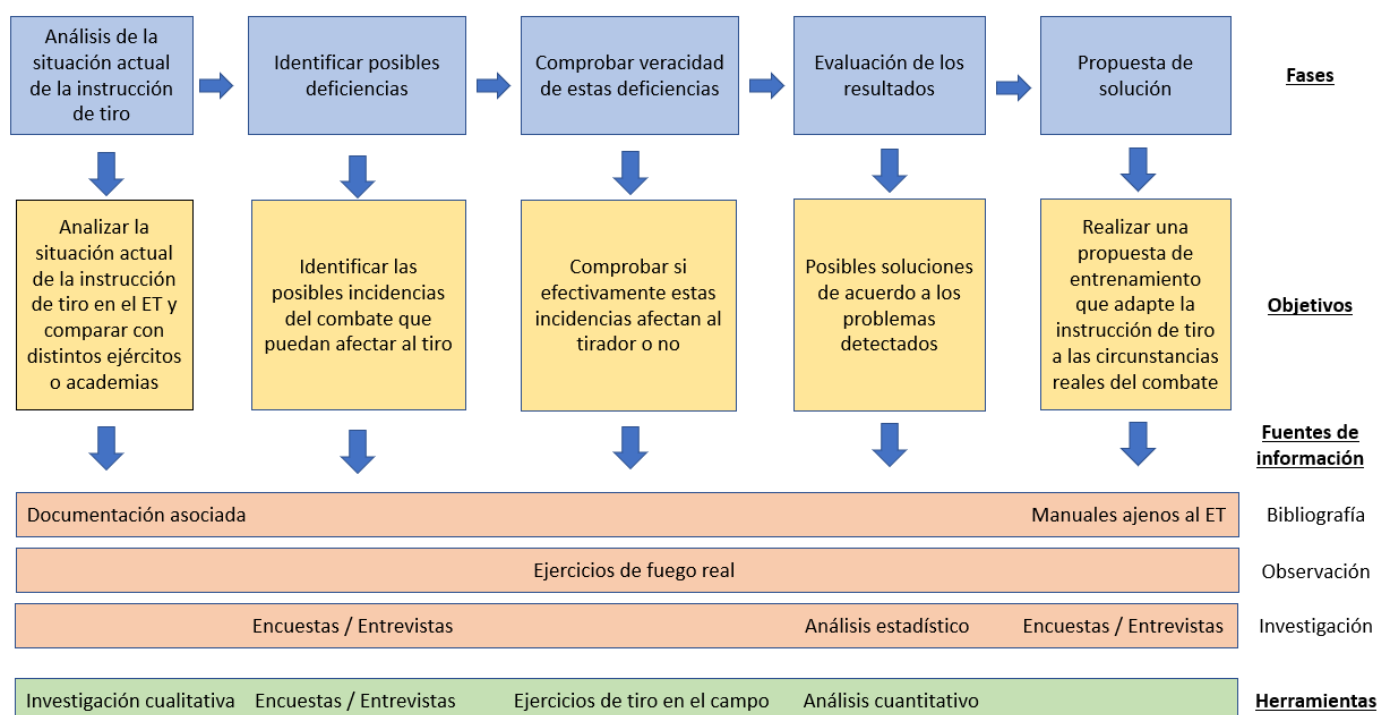 Análisis de la
situación actual
de la instrucción
de tiro
Identificar posibles
deficiencias
Comprobar veracidad
de estas deficiencias
Evaluación de los
resultados
Propuesta de
solución
Fases
Analizar la
situación actual
de la instrucción
de tiro en el ET y
comparar con
distintos ejércitos
o academias
Identificar las
posibles incidencias
del combate que
puedan afectar al tiro
Comprobar si
efectivamente estas
incidencias afectan al
tirador o no
Posibles soluciones
de acuerdo a los
problemas
detectados
Realizar una
propuesta de
entrenamiento
que adapte la
instrucción de tiro
a las circunstancias
reales del combate
Objetivos
Fuentes de
información
Documentación asociada
Manuales ajenos al ET
Bibliografía
Ejercicios de fuego real
Observación
Encuestas / Entrevistas
Análisis estadístico
Encuestas / Entrevistas
Investigación
Investigación cualitativa
Encuestas / Entrevistas
Ejercicios de tiro en el campo
Análisis cuantitativo
Herramientas